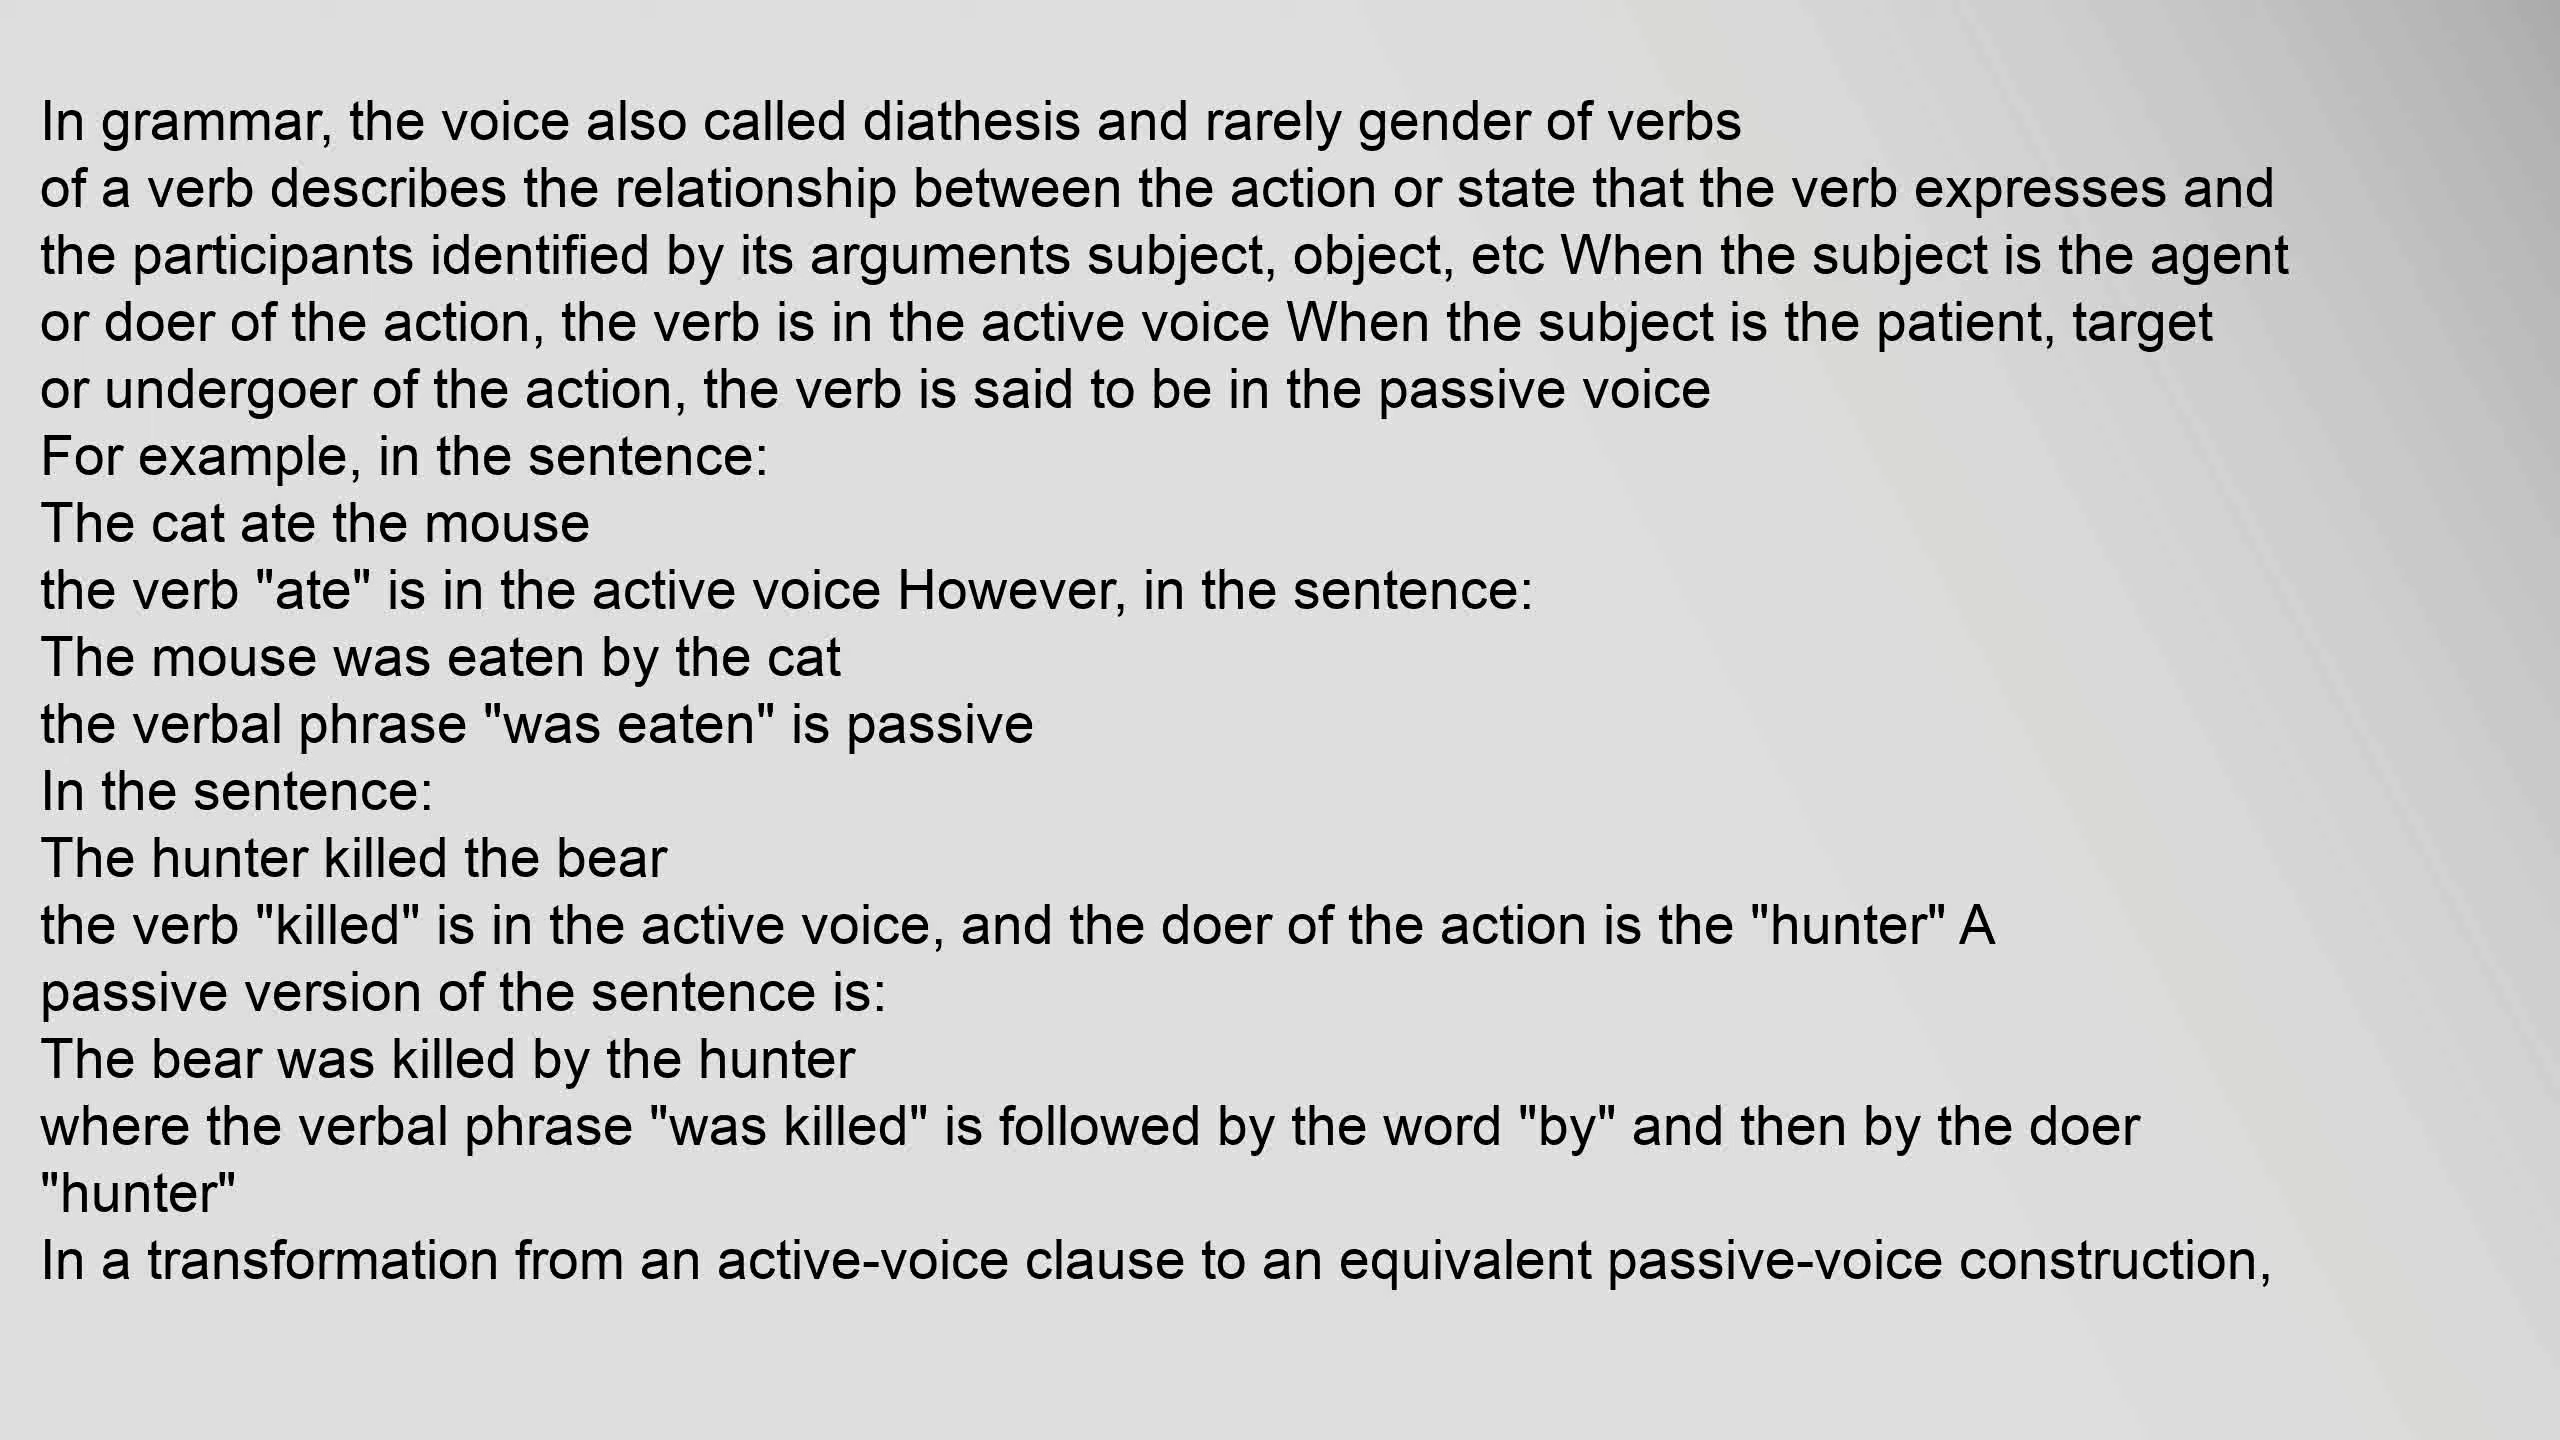 In grammar, the voice also called diathesis and rarely gender of verbs
of a verb describes the relationship between the action or state that the verb expresses and
the participants identified by its arguments subject, object, etc When the subject is the agent
or doer of the action, the verb is in the active voice When the subject is the patient, target
or undergoer of the action, the verb is said to be in the passive voice
For example, in the sentence:
The cat ate the mouse
the verb "ate" is in the active voice However, in the sentence:
The mouse was eaten by the cat
the verbal phrase "was eaten" is passive
In the sentence:
The hunter killed the bear
the verb "killed" is in the active voice, and the doer of the action is the "hunter" A
passive version of the sentence is:
The bear was killed by the hunter
where the verbal phrase "was killed" is followed by the word "by" and then by the doer
"hunter"
In a transformation from an active-voice clause to an equivalent passive-voice construction,